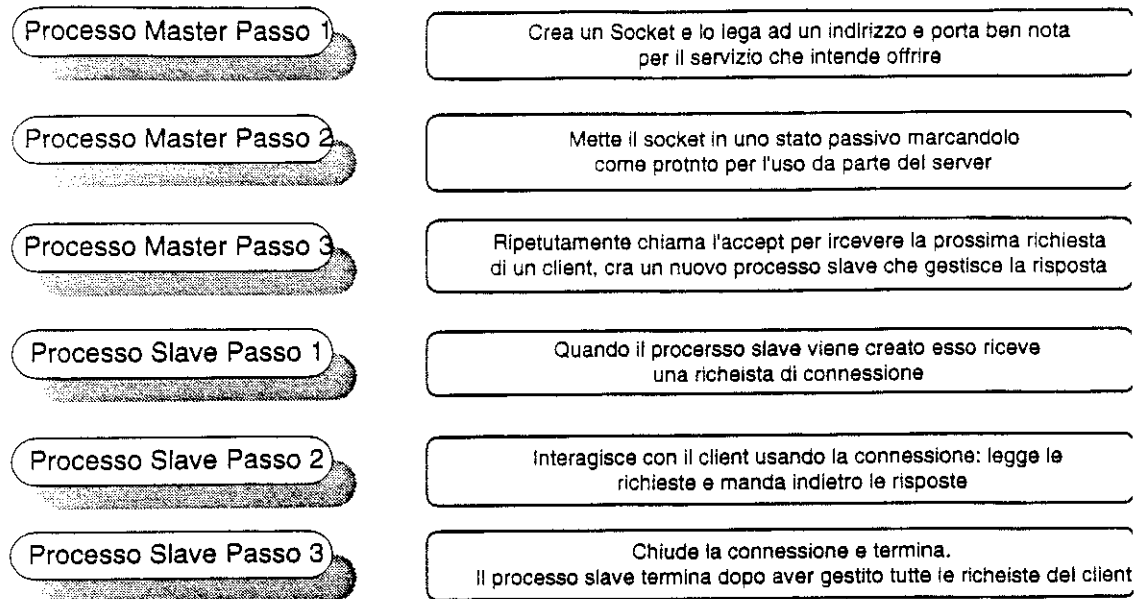 Processo Master Passo 1
Crea un Socket e lo lega ad un indirizzo e porta ben nota
per il servizio che intende offrire
Processo Master Passo 2
Mette il socket in uno stato passivo marcandolo
come protnto per l'uso da parte del server
Processo Master Passo 3
Ripetutamente chiama l'accept per ircevere la prossima richiesta
di un client, cra un nuovo processo slave che gestisce la risposta
Processo Slave Passo 1
Quando il procersso slave viene creato esso riceve
una richeista di connessione
Processo Slave Passo 2
Interagisce con il client usando la connessione: legge le
richieste e manda indietro le risposte
Processo Slave Passo 3
Chiude la connessione e termina.
Il processo slave termina dopo aver gestito tutte le richeiste del client